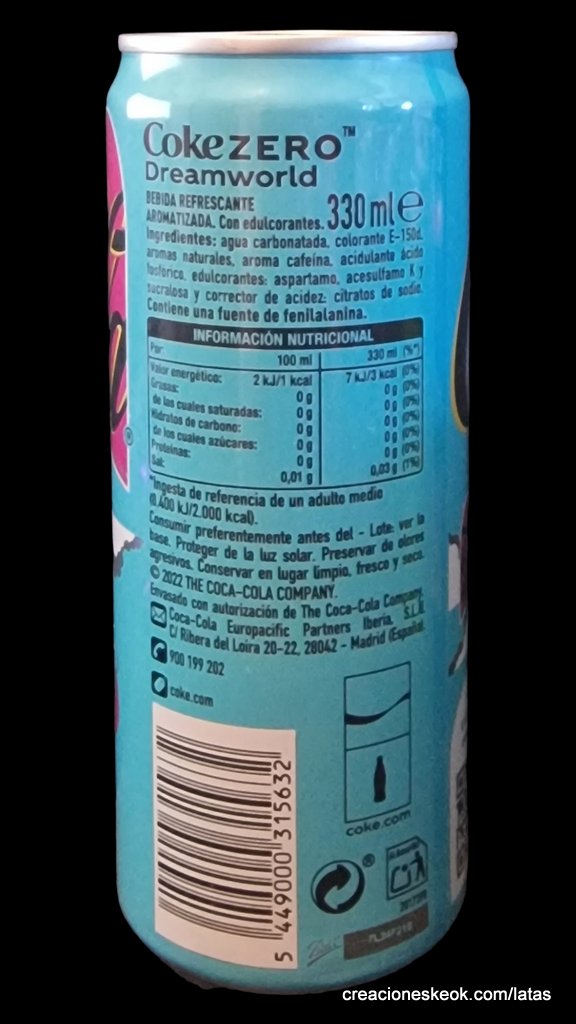 Coke ZERO™
Dreamworld
BEBIDA REFRESCANTE
AROMATIZADA. Con edulcorantes. 330 ml e
Ingredientes: agua carbonatada, colorante E-150d,
aromas naturales, aroma cafeína, acidulante ácido
fosfórico, edulcorantes: aspartamo, acesulfamo K y
sucralosa y corrector de acidez: citratos de sodio.
Contiene una fuente de fenilalanina.
INFORMACIÓN NUTRICIONAL
Por: 100 ml 330 ml (%*)
Valor energético: 2 kJ/1 kcal 7 kJ/3 kcal (0%)
Grasas: 0 g 0 g (0%)
de las cuales saturadas: 0 g 0 g (0%)
Hidratos de carbono: 0 g 0 g (0%)
de los cuales azúcares: 0 g 0 g (0%)
Proteínas: 0 g 0 g (0%)
Sal: 0,01 g 0,03 g (1%)
*Ingesta de referencia de un adulto medio
(8.400 kJ/2.000 kcal).
Consumir preferentemente antes del - Lote: ver la
base. Proteger de la luz solar. Preservar de olores
agresivos. Conservar en lugar limpio, fresco y seco.
© 2022 THE COCA-COLA COMPANY.
Envasado con autorización de The Coca-Cola Company.
Coca-Cola Europacific Partners Iberia, S.L.U.
C/ Ribera del Loira 20-22, 28042 - Madrid (España).
900 199 202
coke.com
coke.com
5 449000 315632
®
creacioneskeok.com/latas